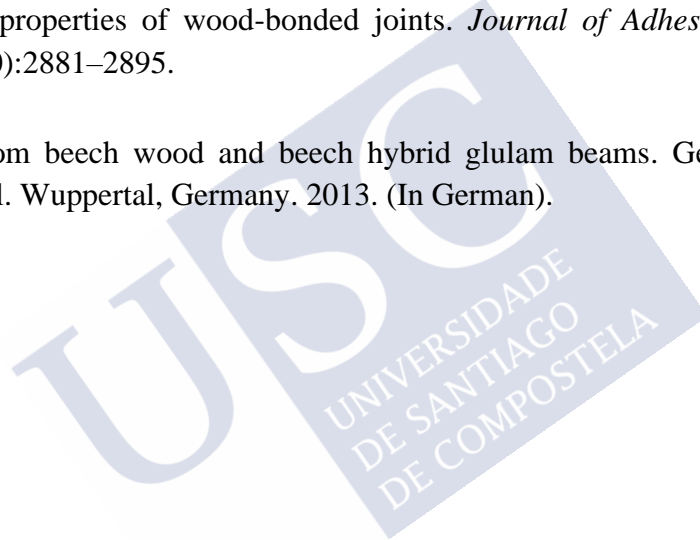 properties of wood-bonded joints. Journal of Adhes
):2881–2895.
om beech wood and beech hybrid glulam beams. Ge
l. Wuppertal, Germany. 2013. (In German).
USC
UNIVERSIDADE
DE SANTIAGO
DE COMPOSTELA